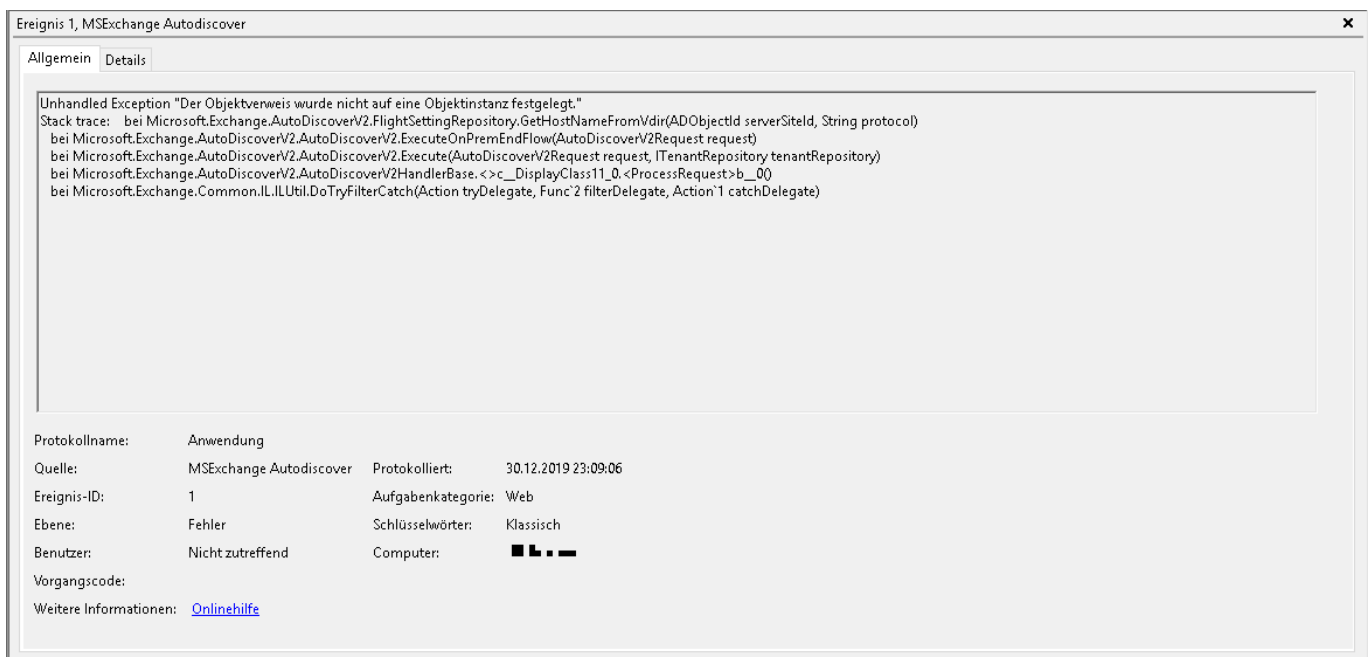 Ereignis 1, MSExchange Autodiscover
Allgemein Details
Unhandled Exception "Der Objektverweis wurde nicht auf eine Objektinstanz festgelegt."
Stack trace: bei Microsoft.Exchange.AutoDiscoverV2.FlightSettingRepository.GetHostNameFromVdir(ADObjectId serverSiteId, String protocol)
bei Microsoft.Exchange.AutoDiscoverV2.AutoDiscoverV2.ExecuteOnPremEndFlow(AutoDiscoverV2Request request)
bei Microsoft.Exchange.AutoDiscoverV2.AutoDiscoverV2.Execute(AutoDiscoverV2Request request, ITenantRepository tenantRepository)
bei Microsoft.Exchange.AutoDiscoverV2.AutoDiscoverV2HandlerBase.<>c__DisplayClass11_0.<ProcessRequest>b__0()
bei Microsoft.Exchange.Common.IL.ILUtil.DoTryFilterCatch(Action tryDelegate, Func`2 filterDelegate, Action`1 catchDelegate)
Protokollname: Anwendung
Quelle: MSExchange Autodiscover Protokolliert: 30.12.2019 23:09:06
Ereignis-ID: 1 Aufgabenkategorie: Web
Ebene: Fehler Schlüsselwörter: Klassisch
Benutzer: Nicht zutreffend Computer:
Vorgangscode:
Weitere Informationen: Onlinehilfe